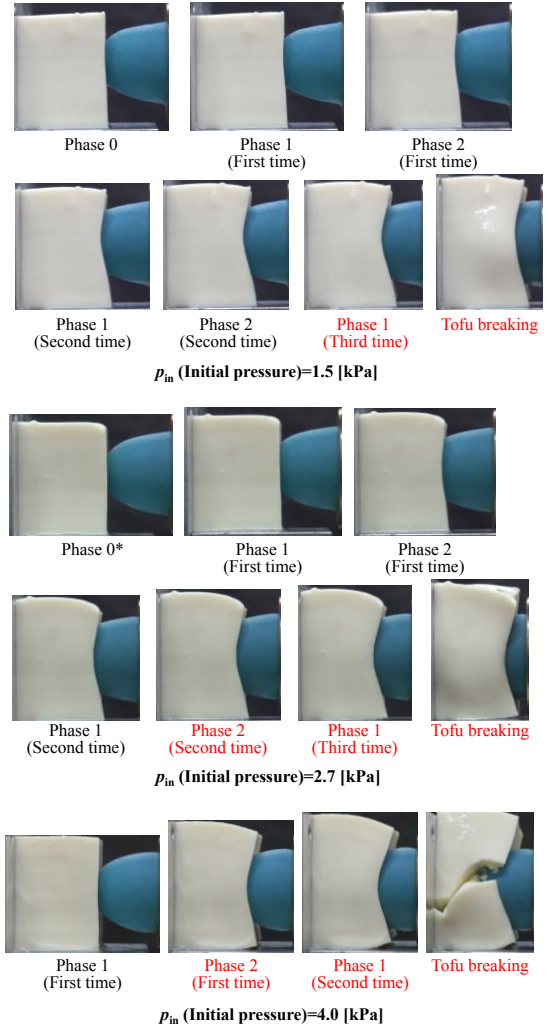 Phase 0
Phase 1
(First time)
Phase 2
(First time)
Phase 1
(Second time)
Phase 2
(Second time)
Phase 1
(Third time)
Tofu breaking
pin (Initial pressure)=1.5 [kPa]
Phase 0*
Phase 1
(First time)
Phase 2
(First time)
Phase 1
(Second time)
Phase 2
(Second time)
Phase 1
(Third time)
Tofu breaking
pin (Initial pressure)=2.7 [kPa]
Phase 1
(First time)
Phase 2
(First time)
Phase 1
(Second time)
Tofu breaking
pin (Initial pressure)=4.0 [kPa]